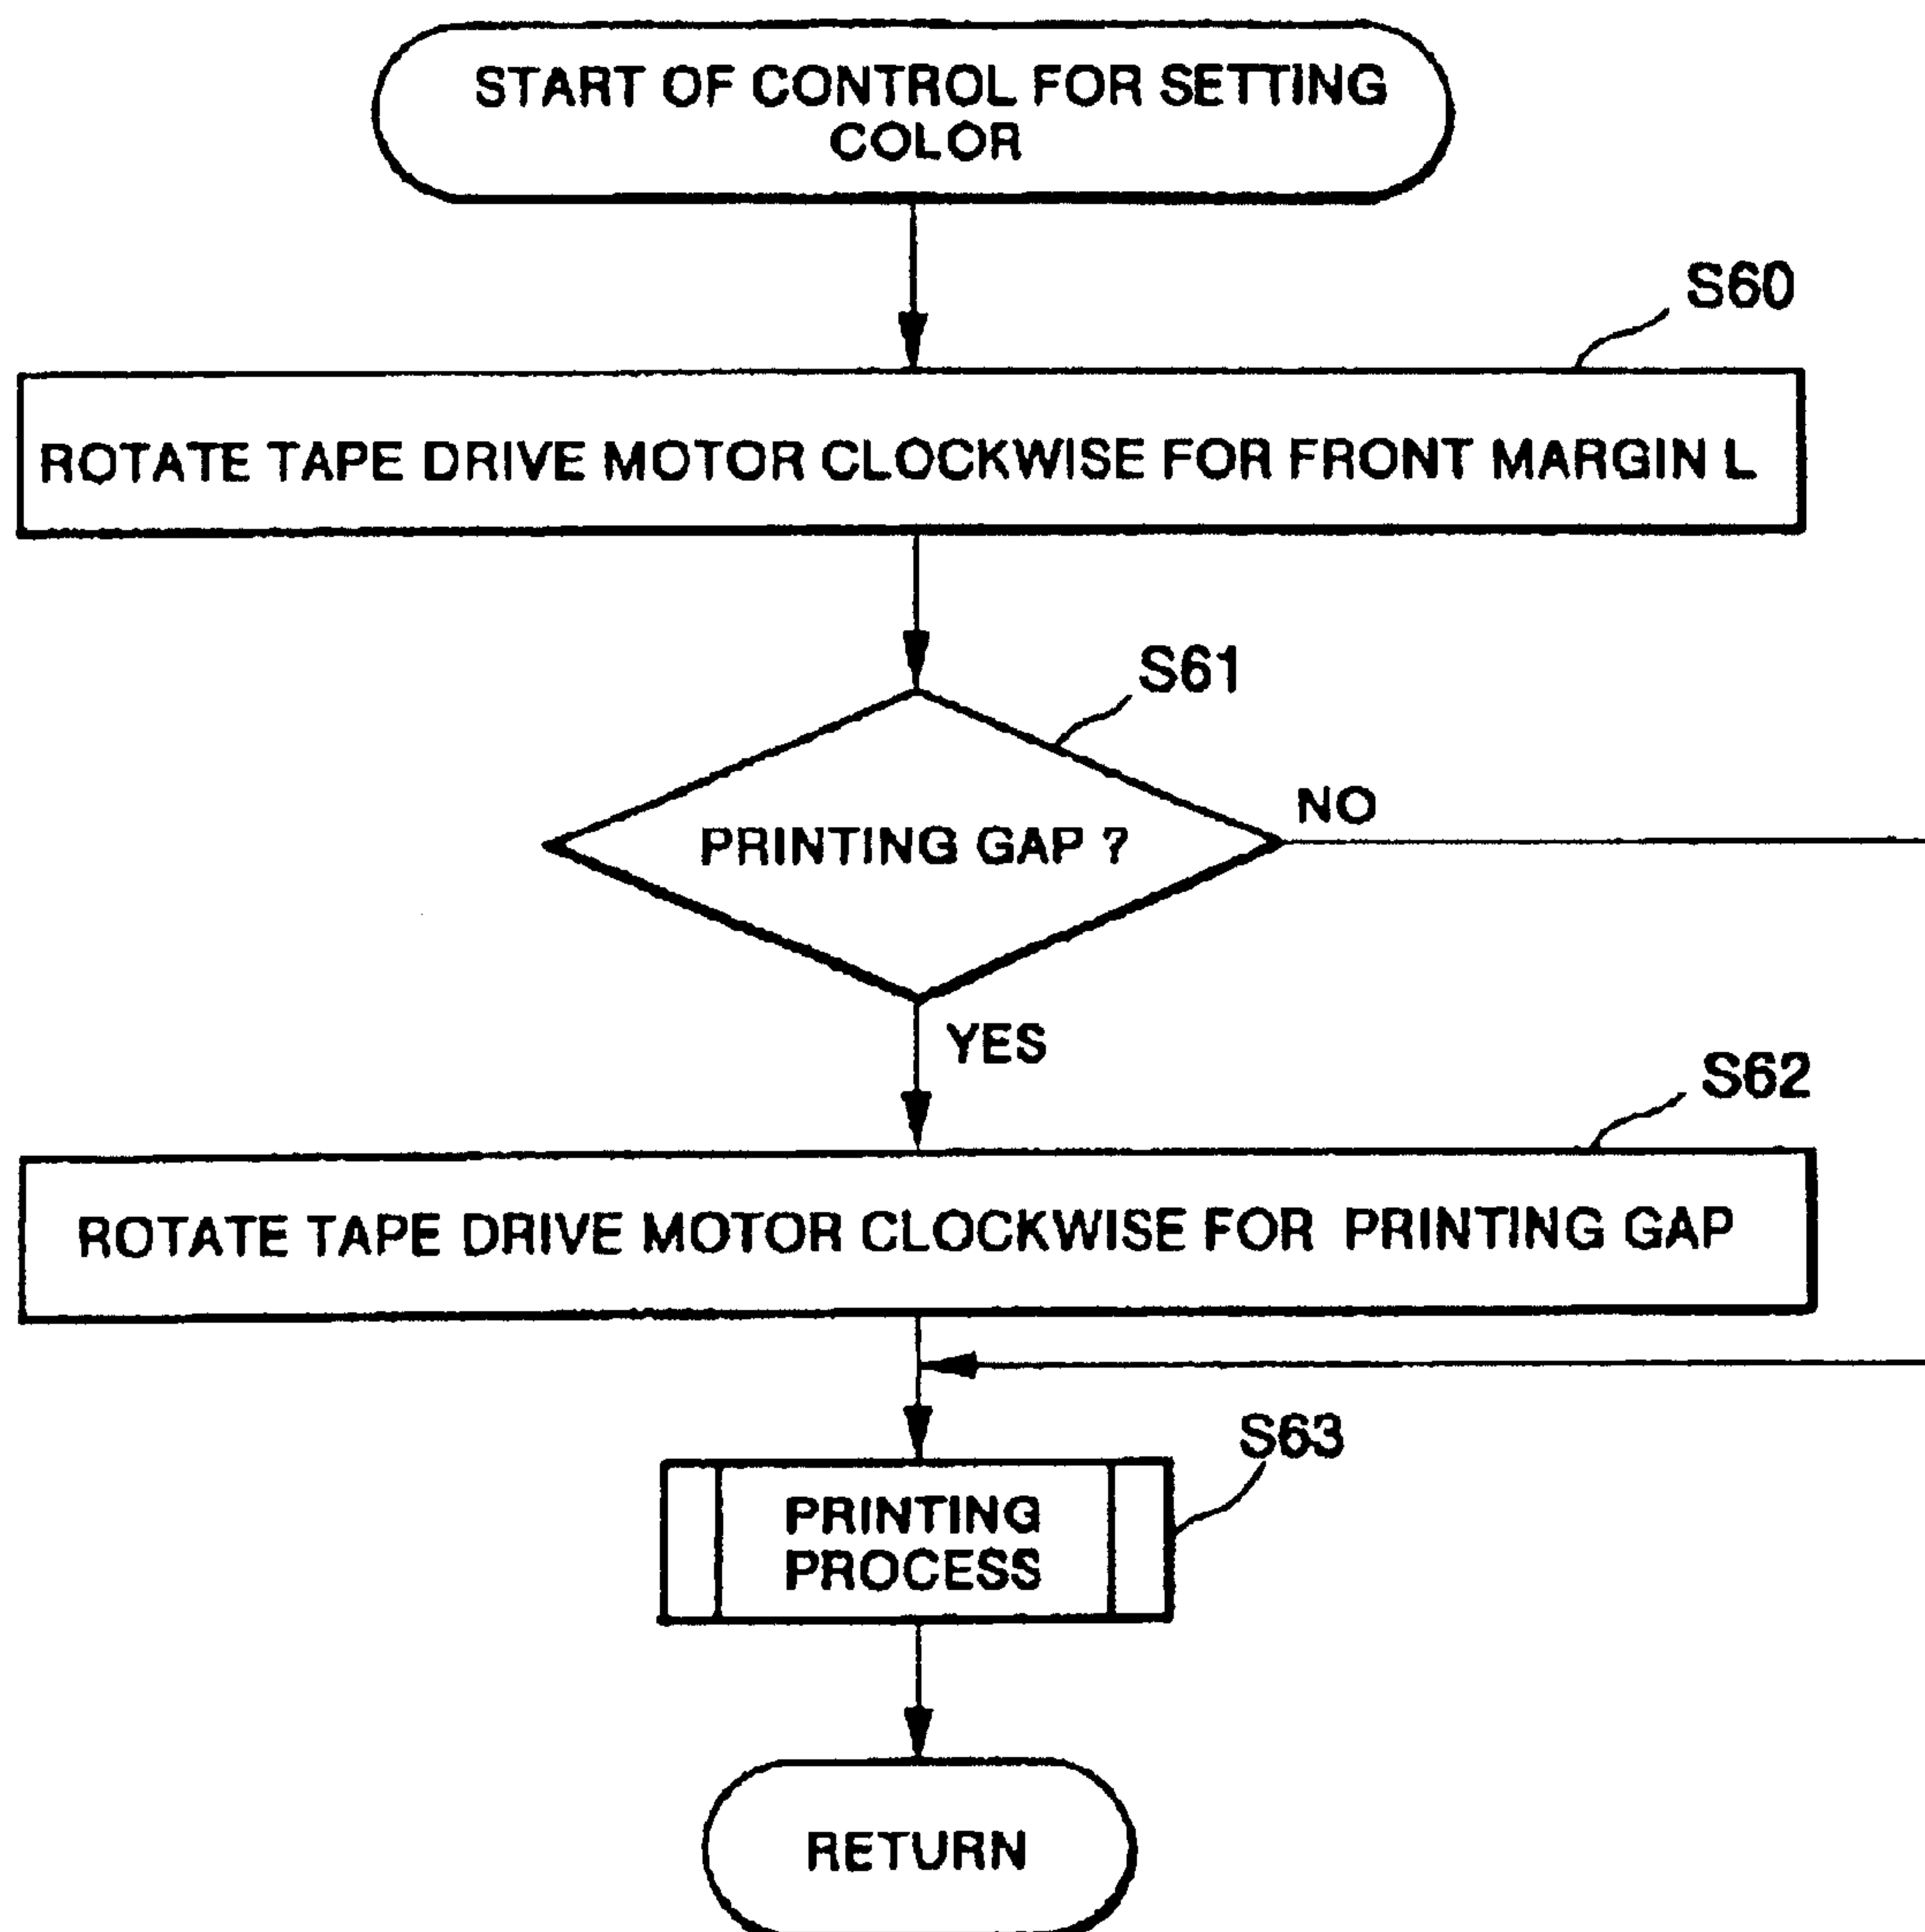 START OF CONTROL FOR SETTING
COLOR
S60
ROTATE TAPE DRIVE MOTOR CLOCKWISE FOR FRONT MARGIN L
S61
PRINTING GAP ?
NO
YES
S62
ROTATE TAPE DRIVE MOTOR CLOCKWISE FOR PRINTING GAP
S63
PRINTING
PROCESS
RETURN